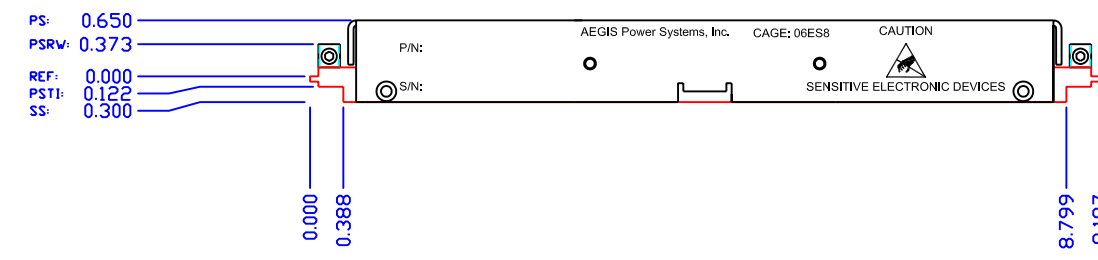 PS: 0.650
PSRW: 0.373
REF: 0.000
PSTI: 0.122
SS: 0.300
AEGIS Power Systems, Inc. CAGE: 06ES8 CAUTION
P/N:
S/N:
SENSITIVE ELECTRONIC DEVICES
0.000
0.388
8.799